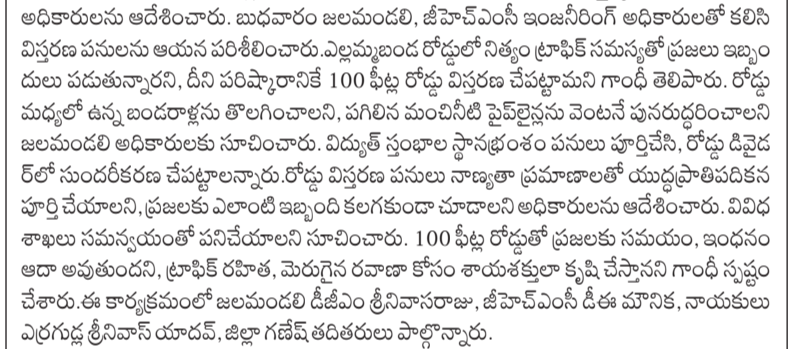 అధికారులను ఆదేశించారు. బుధవారం జలమండలి, జీహెచ్ఎంసీ ఇంజనీరింగ్ అధికారులతో కలిసి
విస్తరణ పనులను ఆయన పరిశీలించారు.ఎల్లమ్మబండ రోడ్డులో నిత్యం ట్రాఫిక్ సమస్యతో ప్రజలు ఇబ్బం
దులు పడుతున్నారని, దీని పరిష్కారానికే 100 ఫీట్ల రోడ్డు విస్తరణ చేపట్టామని గాంధీ తెలిపారు. రోడ్డు
మధ్యలో ఉన్న బండరాళ్లను తొలగించాలని, పగిలిన మంచినీటి పైప్‌లైన్లను వెంటనే పునరుద్ధరించాలని
జలమండలి అధికారులకు సూచించారు. విద్యుత్ స్తంభాల స్థానభ్రంశం పనులు పూర్తిచేసి, రోడ్డు డివైడ
ర్‌లో సుందరీకరణ చేపట్టాలన్నారు.రోడ్డు విస్తరణ పనులు నాణ్యతా ప్రమాణాలతో యుద్ధప్రాతిపదికన
పూర్తి చేయాలని, ప్రజలకు ఎలాంటి ఇబ్బంది కలగకుండా చూడాలని అధికారులను ఆదేశించారు. వివిధ
శాఖలు సమన్వయంతో పనిచేయాలని సూచించారు. 100 ఫీట్ల రోడ్డుతో ప్రజలకు సమయం, ఇంధనం
ఆదా అవుతుందని, ట్రాఫిక్ రహిత, మెరుగైన రవాణా కోసం శాయశక్తులా కృషి చేస్తానని గాంధీ స్పష్టం
చేశారు.ఈ కార్యక్రమంలో జలమండలి డీజీఎం శ్రీనివాసరాజు, జీహెచ్ఎంసీ డీఈ మౌనిక, నాయకులు
ఎర్రగుడ్ల శ్రీనివాస్ యాదవ్, జిల్లా గణేష్ తదితరులు పాల్గొన్నారు.